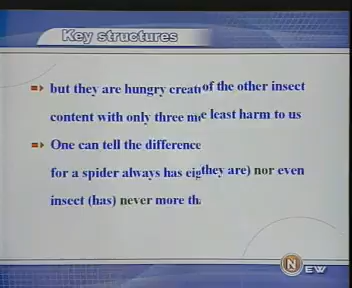 Key structures
but they are hungry creat of the other insect
content with only three m e least harm to us
One can tell the difference
for a spider always has eig they are) nor even
insect (has) never more th
NEW